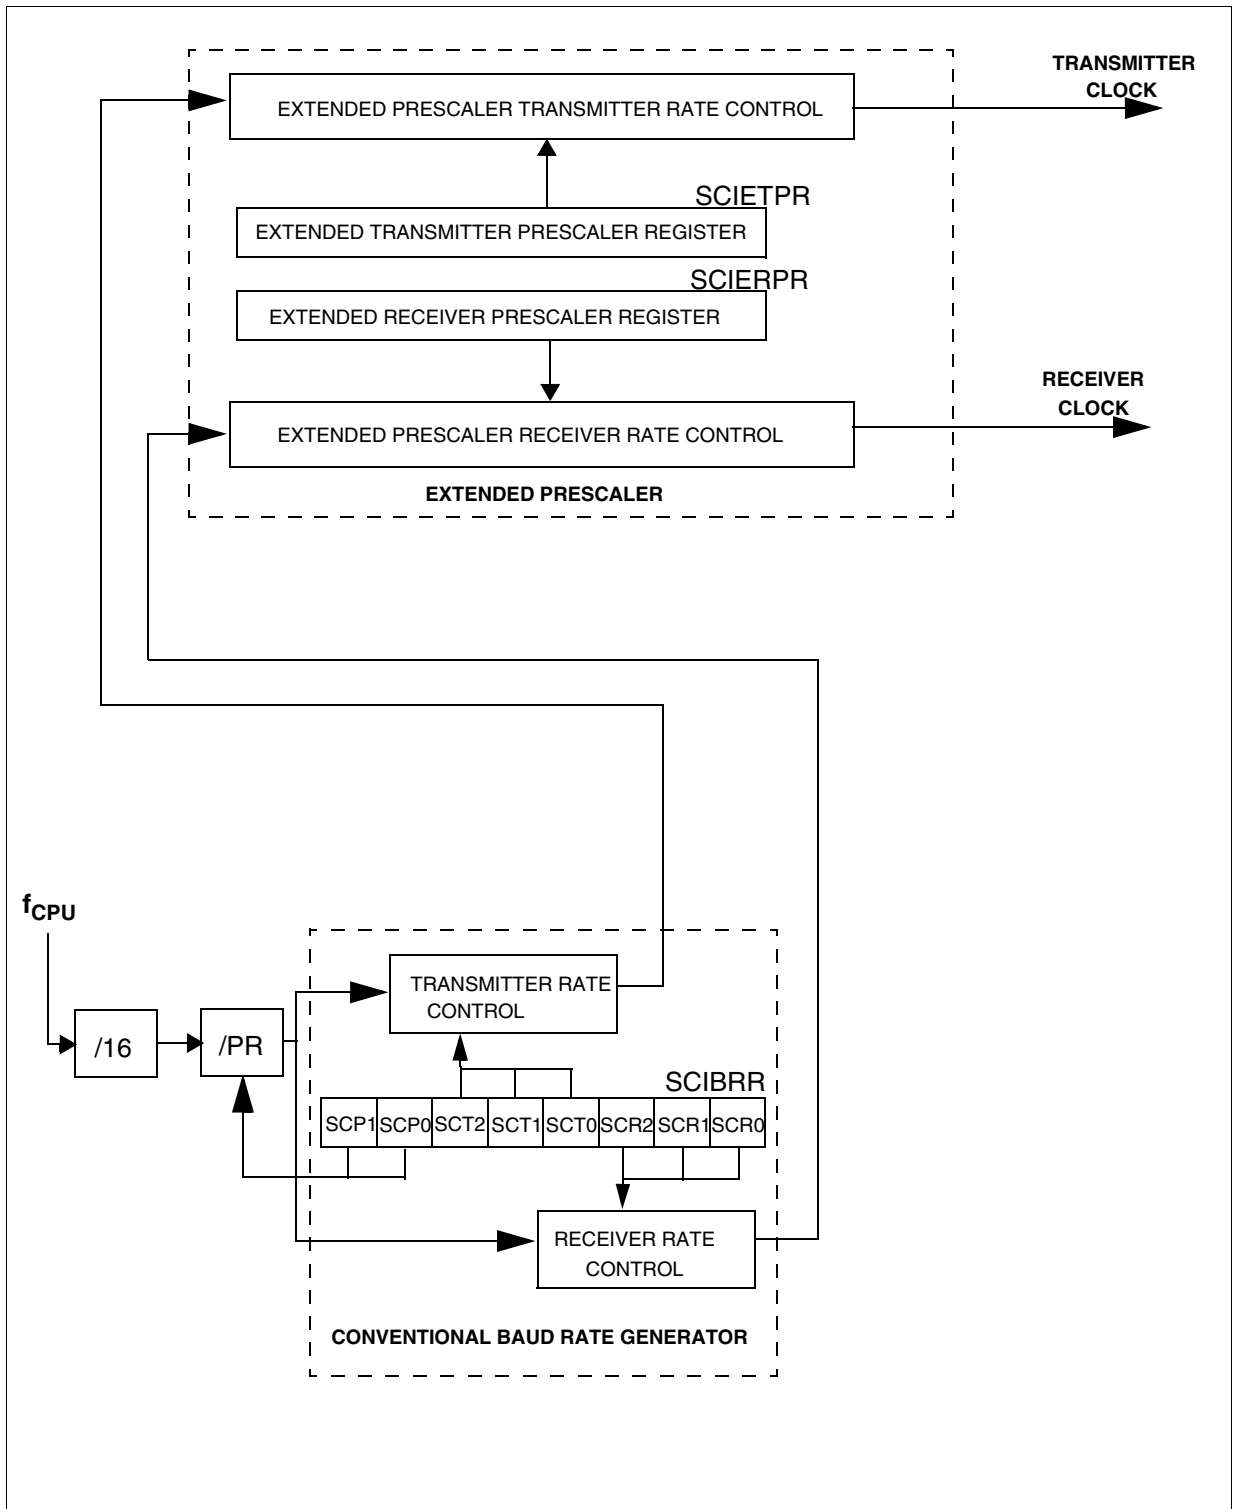 TRANSMITTER
CLOCK
EXTENDED PRESCALER TRANSMITTER RATE CONTROL
SCIETPR
EXTENDED TRANSMITTER PRESCALER REGISTER
SCIERPR
EXTENDED RECEIVER PRESCALER REGISTER
RECEIVER
CLOCK
EXTENDED PRESCALER RECEIVER RATE CONTROL
EXTENDED PRESCALER
fCPU
TRANSMITTER RATE
CONTROL
/16
/PR
SCIBRR
SCP1 SCP0 SCT2 SCT1 SCT0 SCR2 SCR1 SCR0
RECEIVER RATE
CONTROL
CONVENTIONAL BAUD RATE GENERATOR